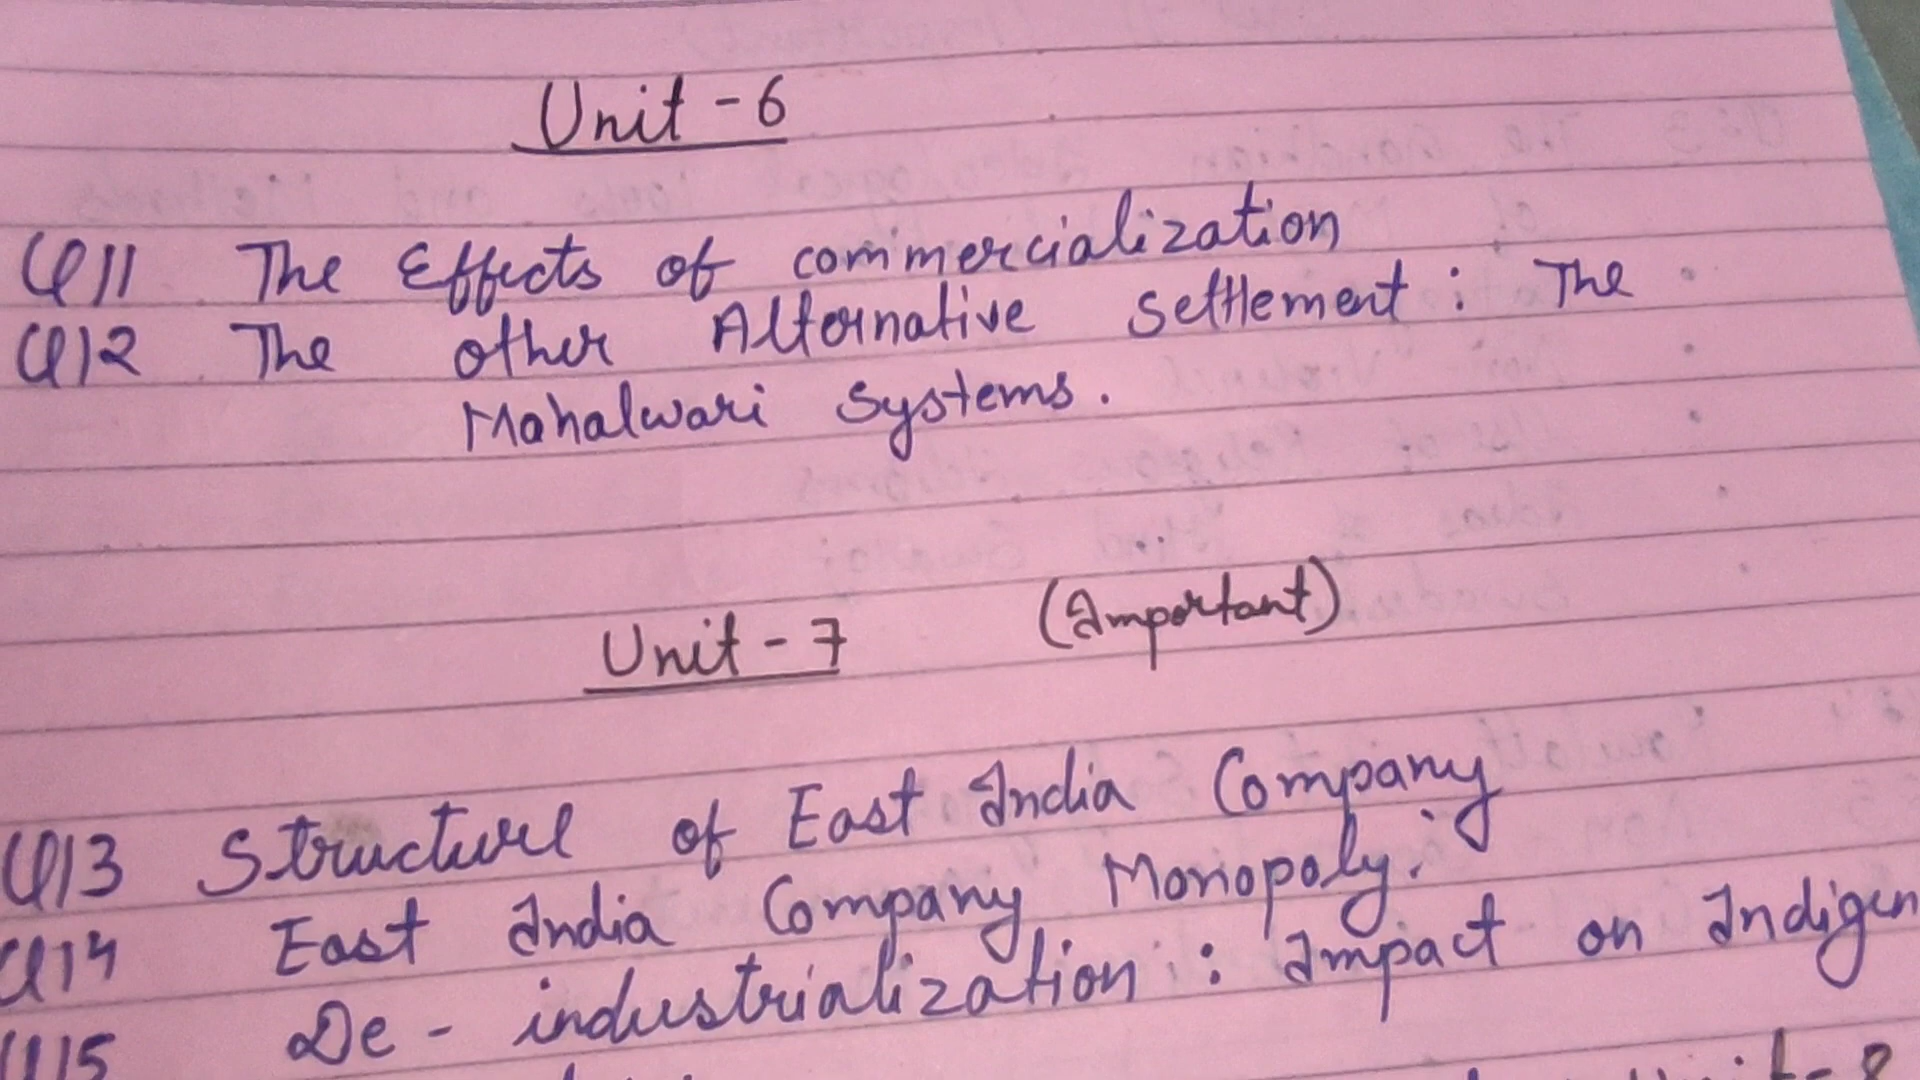 Unit - 6
Q11 The Effects of commercialization
Q12 The other Alternative Settlement : The
Mahalwari Systems.
Unit - 7 (Important)
Q13 Structure of East India Company
Q14 East India Company Monopoly.
Q15 De - industrialization : Impact on Indigen